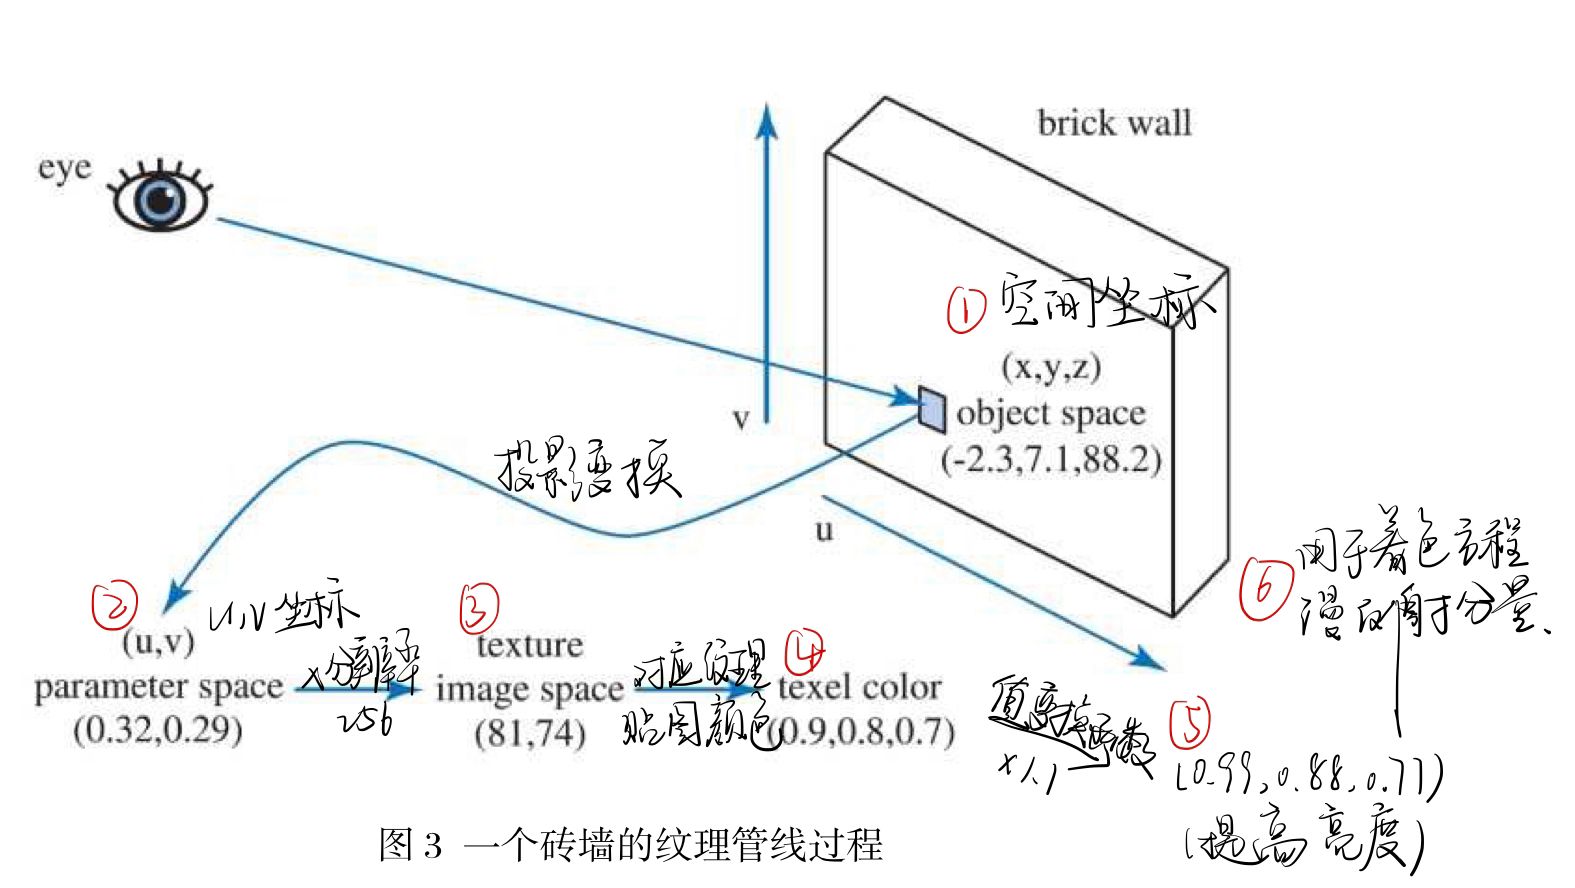 brick wall
eye
① 空间坐标
(x,y,z)
v
object space
(-2.3,7.1,88.2)
投影变换
u
⑥ 用于着色方程
漫反射分量.
② u,v 坐标
(u,v)
parameter space
(0.32,0.29)
×分辨率
256
③
texture
image space
(81,74)
对应纹理
贴图颜色
④
texel color
(0.9,0.8,0.7)
值变换函数
×1.1
⑤
(0.99,0.88,0.77)
(提高亮度)
图 3 一个砖墙的纹理管线过程